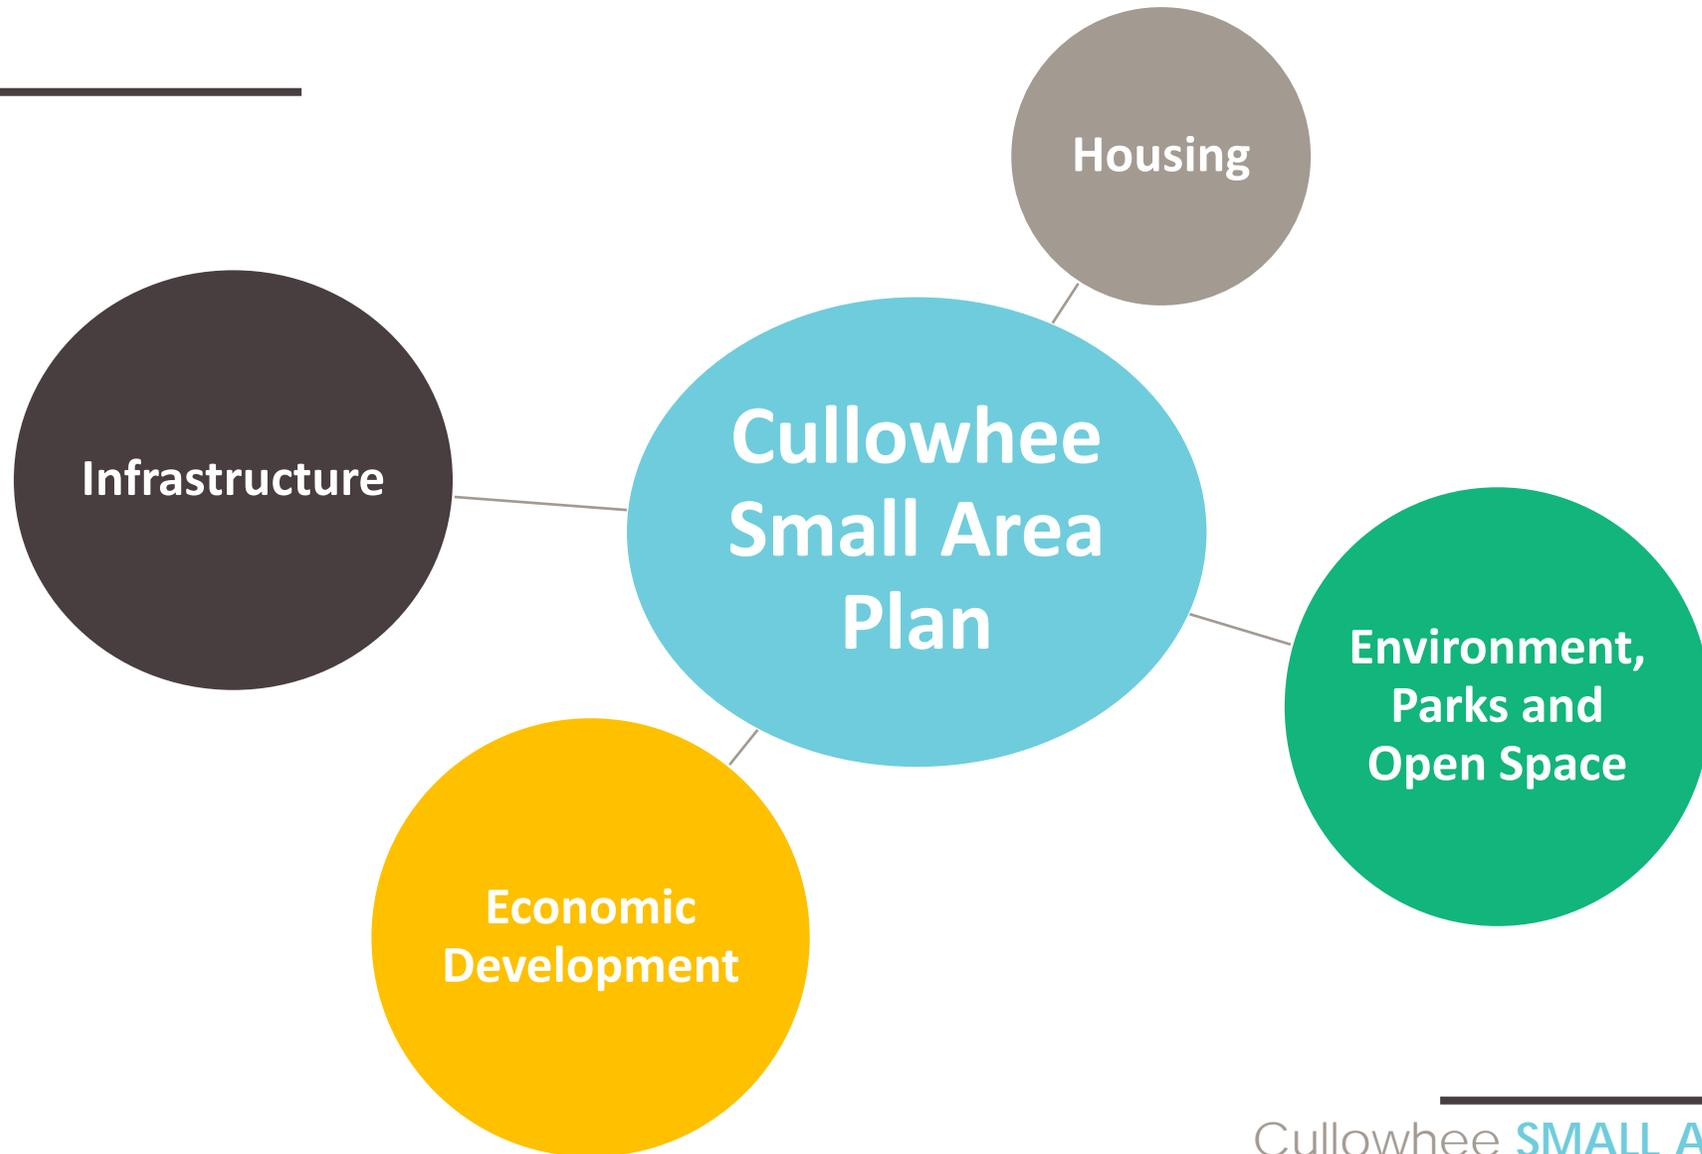 Housing
Infrastructure
Cullowhee
Small Area
Plan
Environment,
Parks and
Open Space
Economic
Development
Cullowhee SMALL A